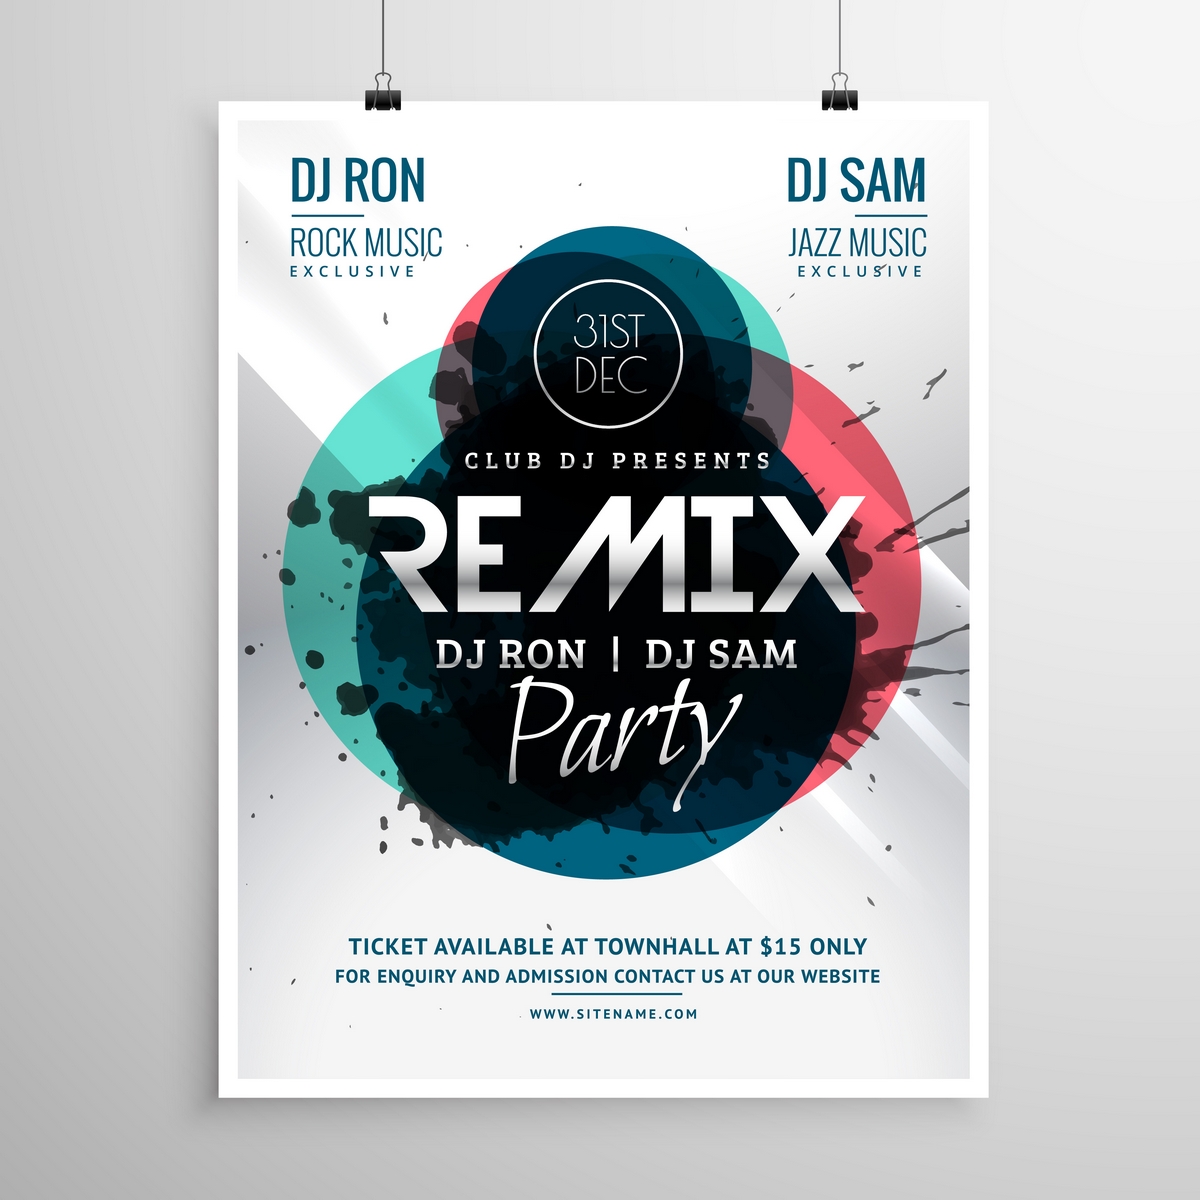 DJ RON
ROCK MUSIC
EXCLUSIVE
DJ SAM
JAZZ MUSIC
EXCLUSIVE
31ST
DEC
CLUB DJ PRESENTS
REMIX
DJ RON | DJ SAM
Party
TICKET AVAILABLE AT TOWNHALL AT $15 ONLY
FOR ENQUIRY AND ADMISSION CONTACT US AT OUR WEBSITE
WWW.SITENAME.COM